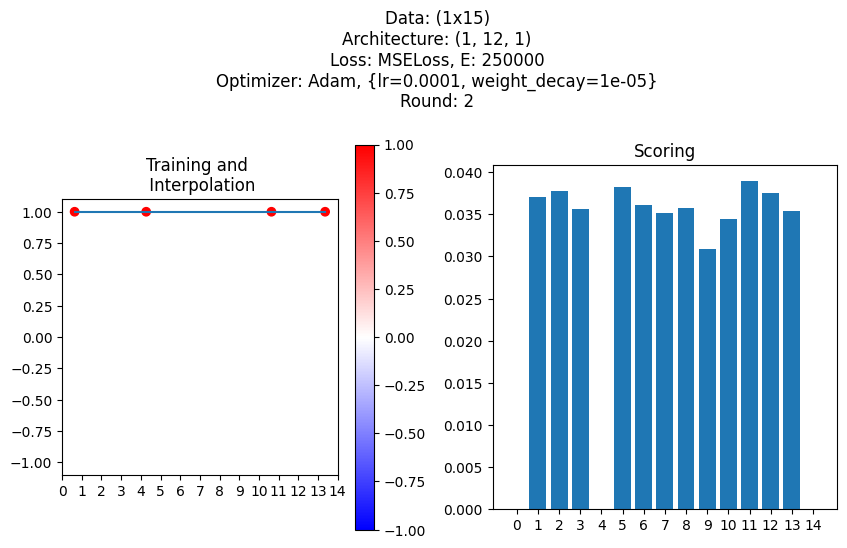 Data: (1x15)
Architecture: (1, 12, 1)
Loss: MSELoss, E: 250000
Optimizer: Adam, {lr=0.0001, weight_decay=1e-05}
Round: 2
Training and
Interpolation
1.00
0.75
0.50
0.25
0.00
−0.25
−0.50
−0.75
−1.00
0 1 2 3 4 5 6 7 8 9 10 11 12 13 14
1.00
0.75
0.50
0.25
0.00
−0.25
−0.50
−0.75
−1.00
Scoring
0.040
0.035
0.030
0.025
0.020
0.015
0.010
0.005
0.000
0 1 2 3 4 5 6 7 8 9 10 11 12 13 14